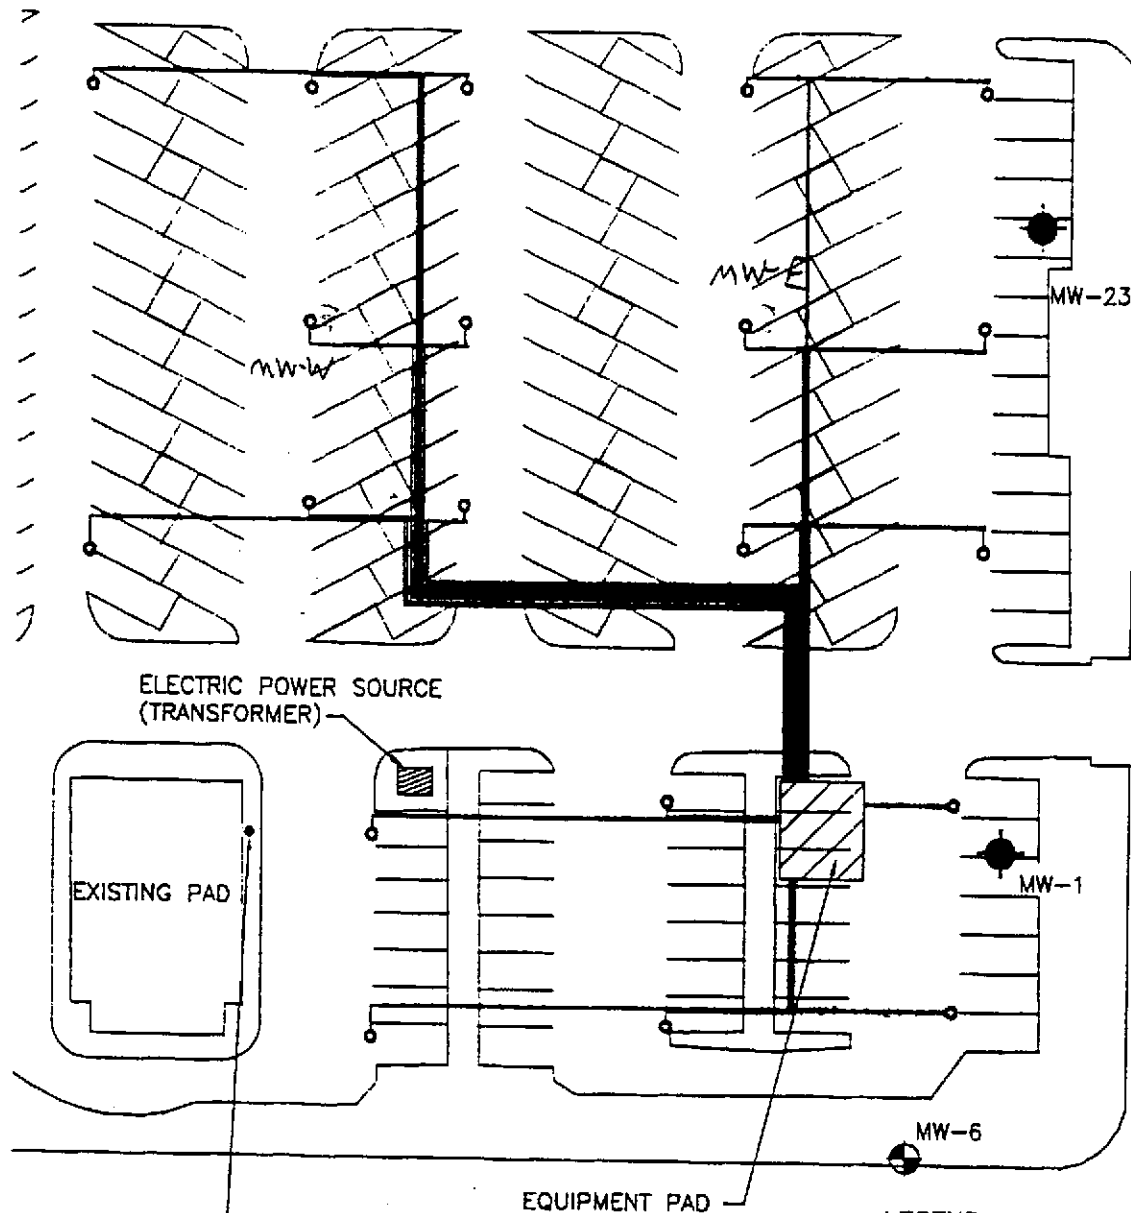 MW-E
MW-23
MW-W
ELECTRIC POWER SOURCE
(TRANSFORMER)
EXISTING PAD
MW-1
MW-6
EQUIPMENT PAD